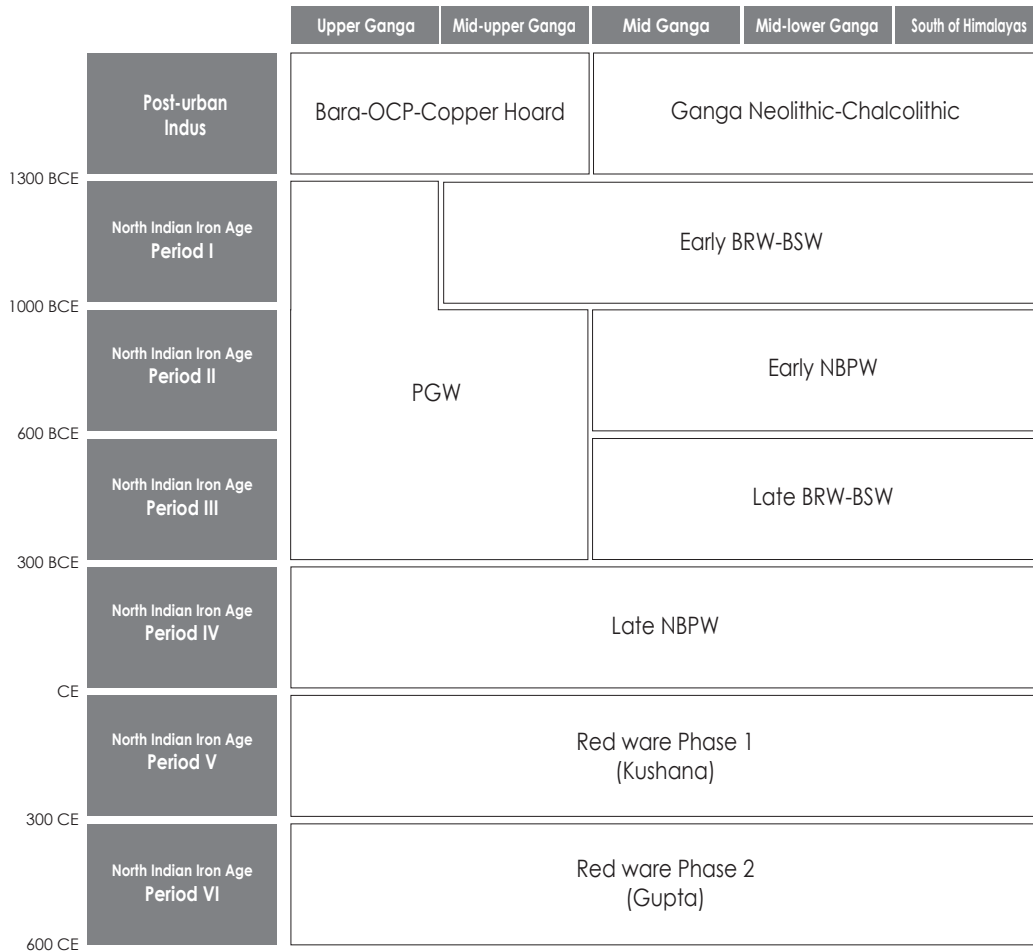 Upper Ganga
Mid-upper Ganga
Mid Ganga
Mid-lower Ganga
South of Himalayas
Post-urban
Indus
Bara-OCP-Copper Hoard
Ganga Neolithic-Chalcolithic
1300 BCE
North Indian Iron Age
Period I
Early BRW-BSW
1000 BCE
North Indian Iron Age
Period II
PGW
Early NBPW
600 BCE
North Indian Iron Age
Period III
Late BRW-BSW
300 BCE
North Indian Iron Age
Period IV
Late NBPW
CE
North Indian Iron Age
Period V
Red ware Phase 1
(Kushana)
300 CE
North Indian Iron Age
Period VI
Red ware Phase 2
(Gupta)
600 CE